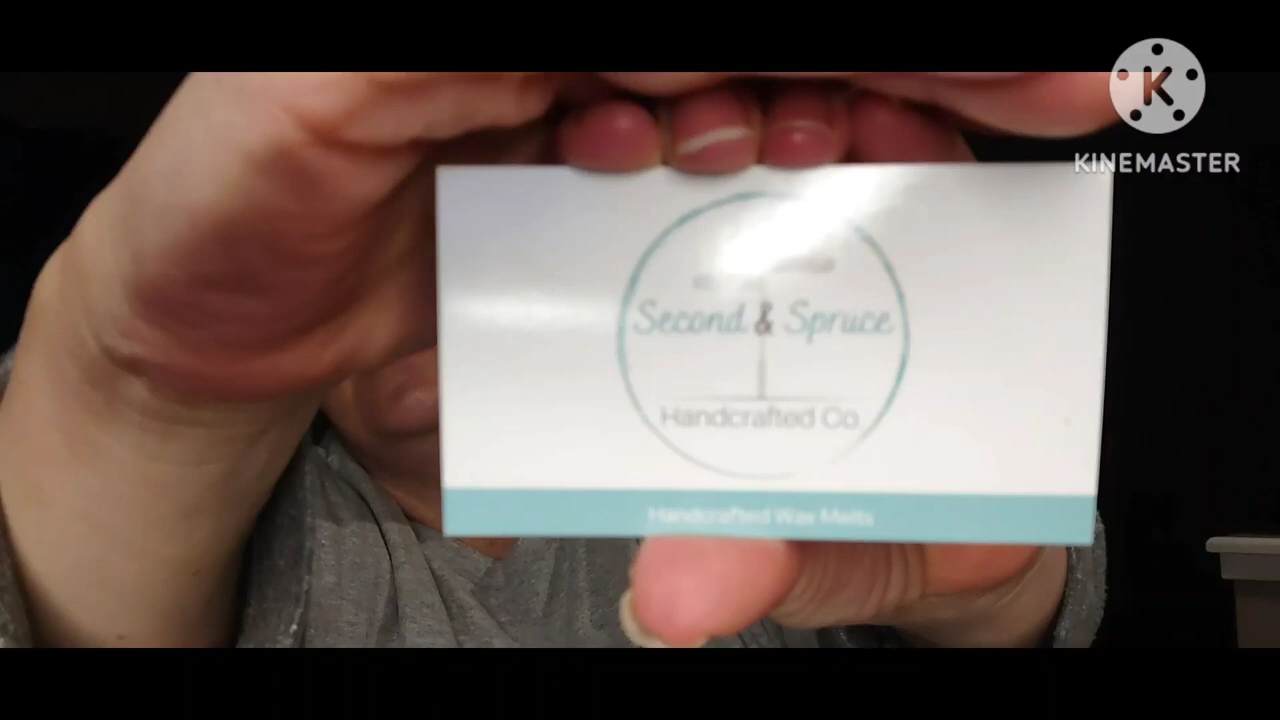 KINEMASTER
Second & Spruce
Handcrafted Co.
Handcrafted Wax Melts